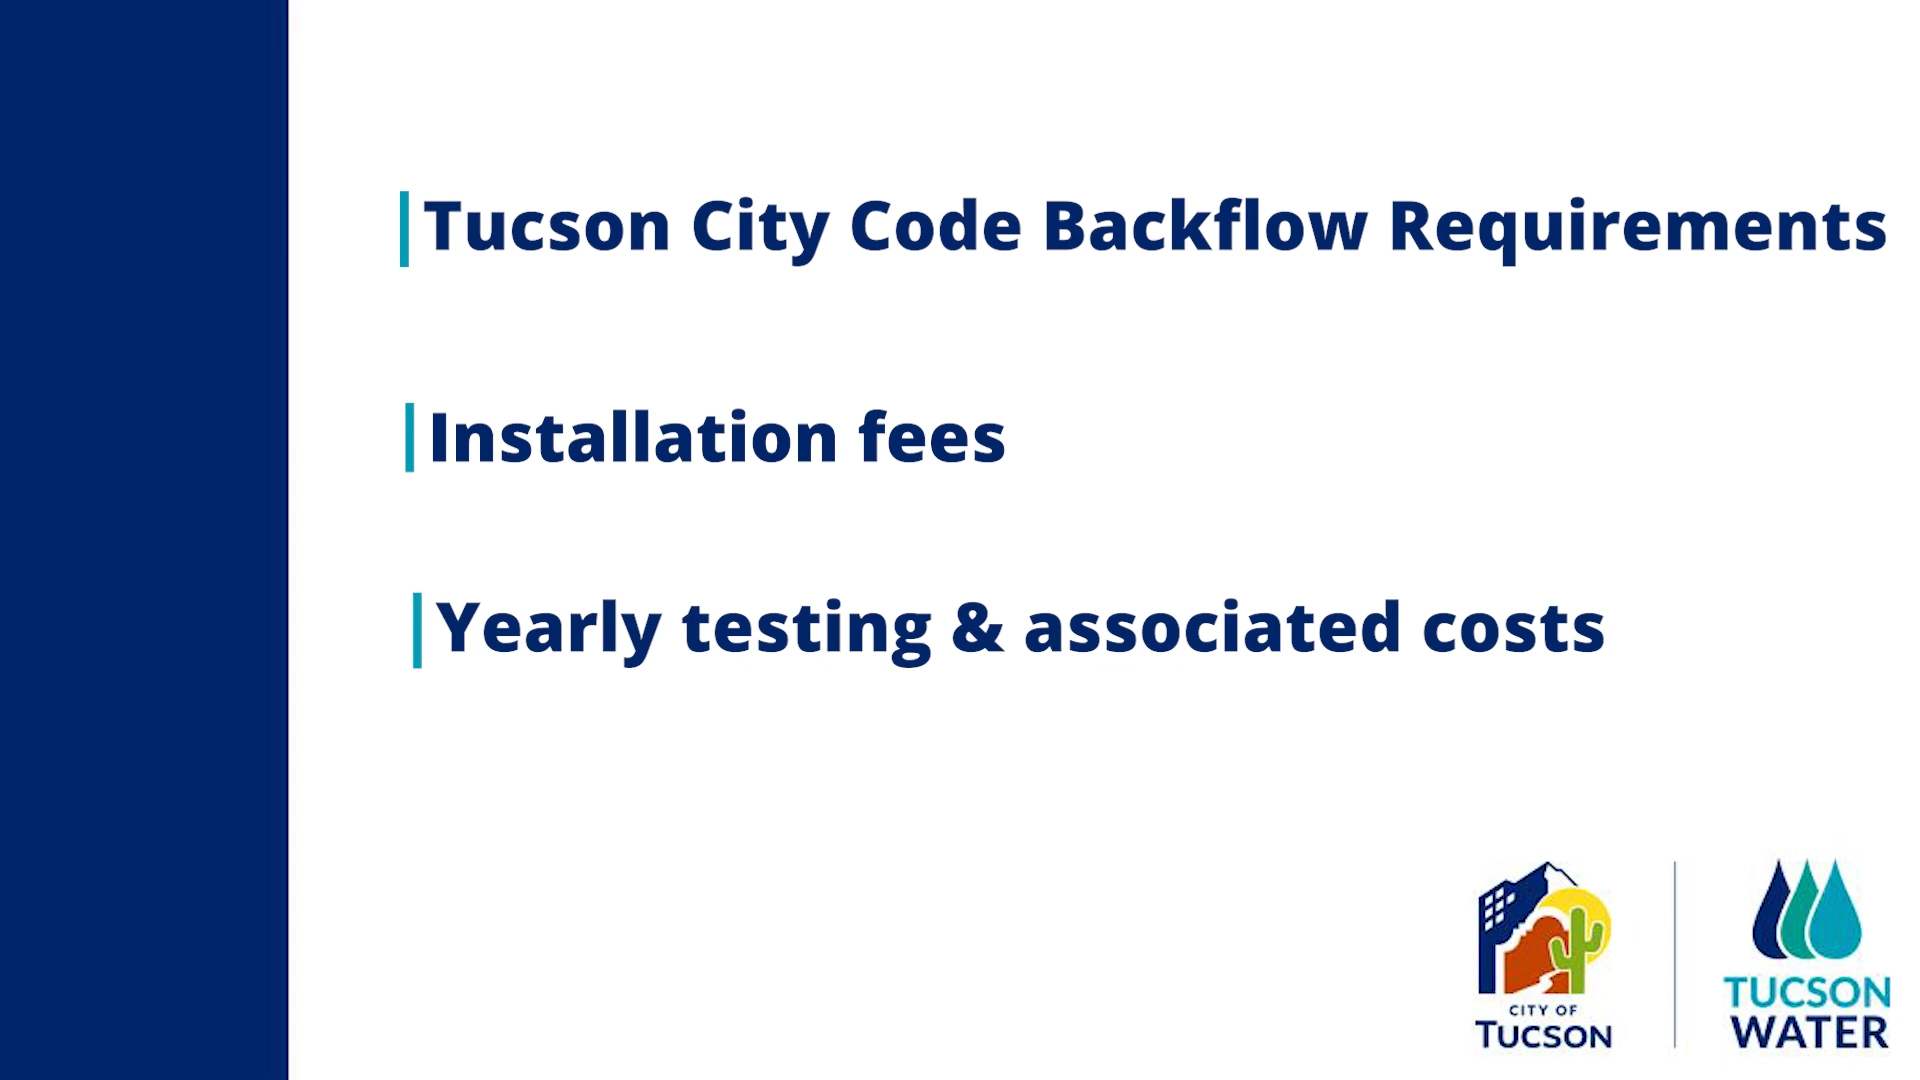 Tucson City Code Backflow Requirements
Installation fees
Yearly testing & associated costs
CITY OF
TUCSON
TUCSON
WATER